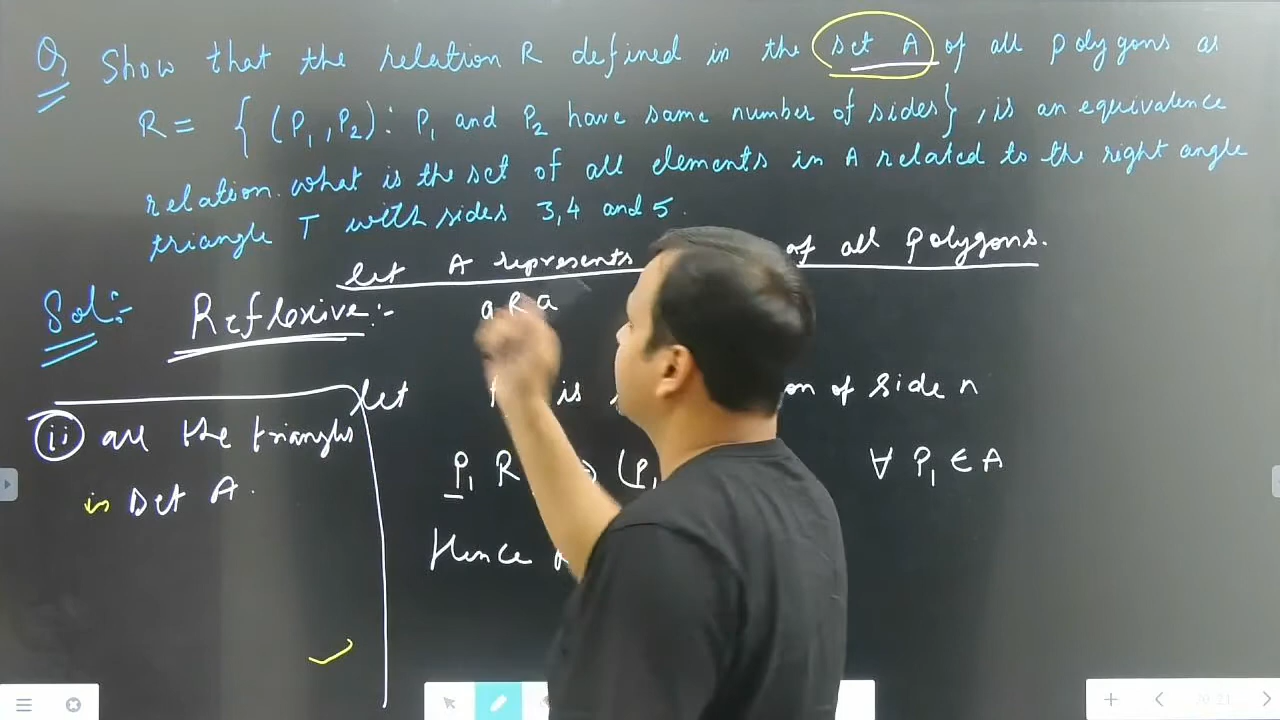 Q Show that the relation R defined in the set A of all polygons as
R = { (P₁, P₂) : P₁ and P₂ have same number of sides} , is an equivalence
relation. what is the set of all elements in A related to the right angle
triangle T with sides 3, 4 and 5.
let A represents of all polygons.
Sol:- Reflexive:- a R a
let is on of side n
(ii) all the triangles
in set A.
P₁ R (P₁ ∀ P₁ ∈ A
Hence